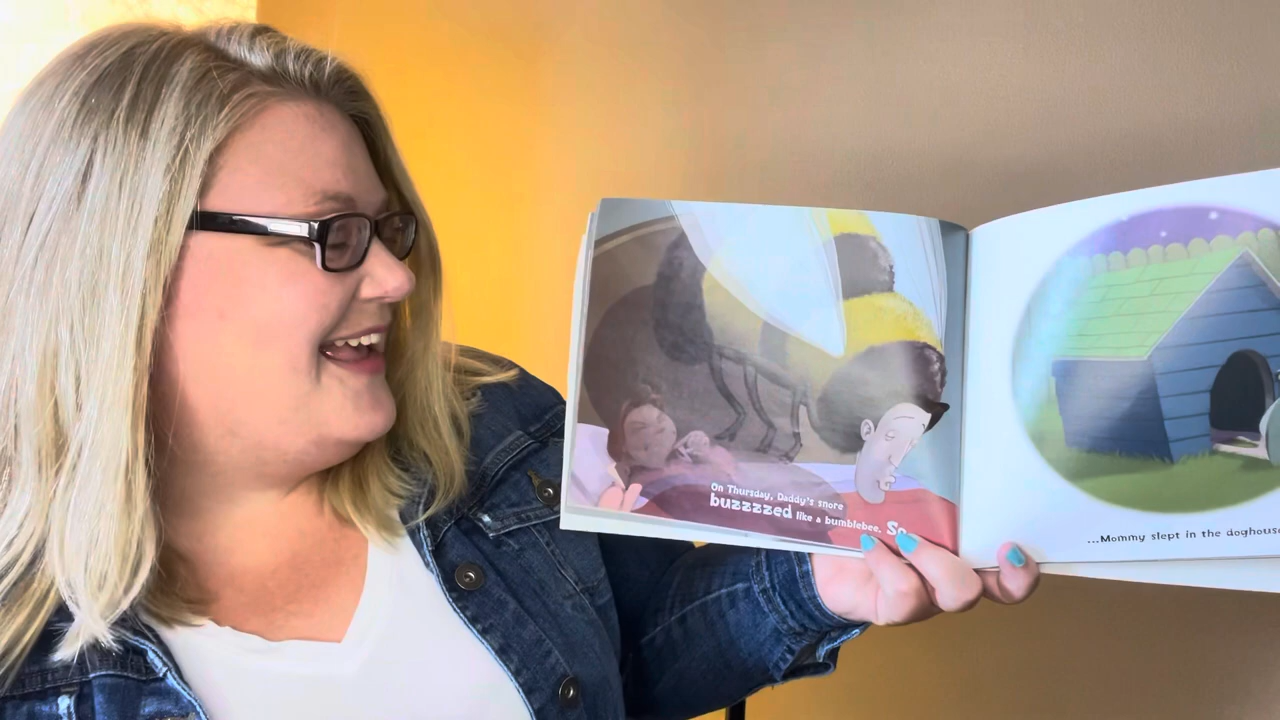 On Thursday, Daddy's snore
buzzzzed like a bumblebee. So
...Mommy slept in the doghouse